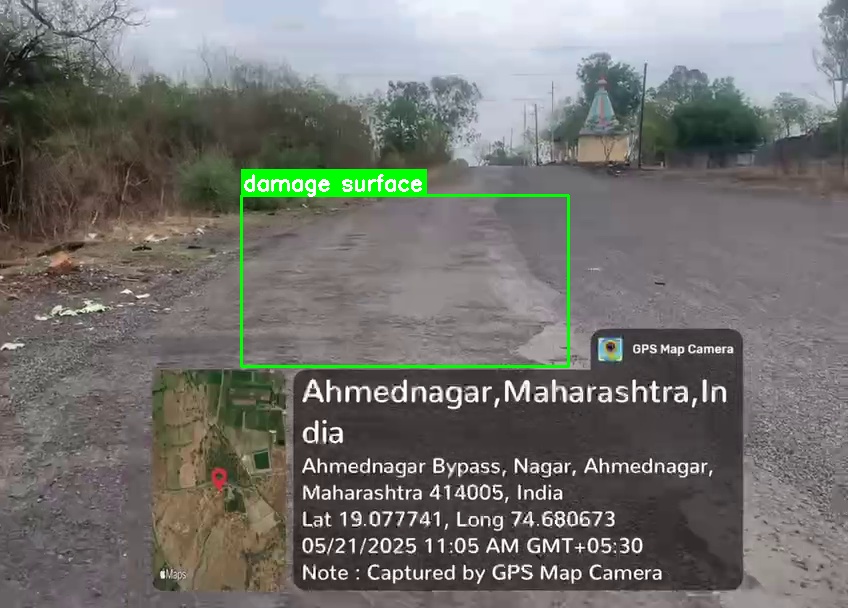 damage surface
GPS Map Camera
Ahmednagar,Maharashtra,In
dia
Ahmednagar Bypass, Nagar, Ahmednagar,
Maharashtra 414005, India
Lat 19.077741, Long 74.680673
05/21/2025 11:05 AM GMT+05:30
Note : Captured by GPS Map Camera
Maps